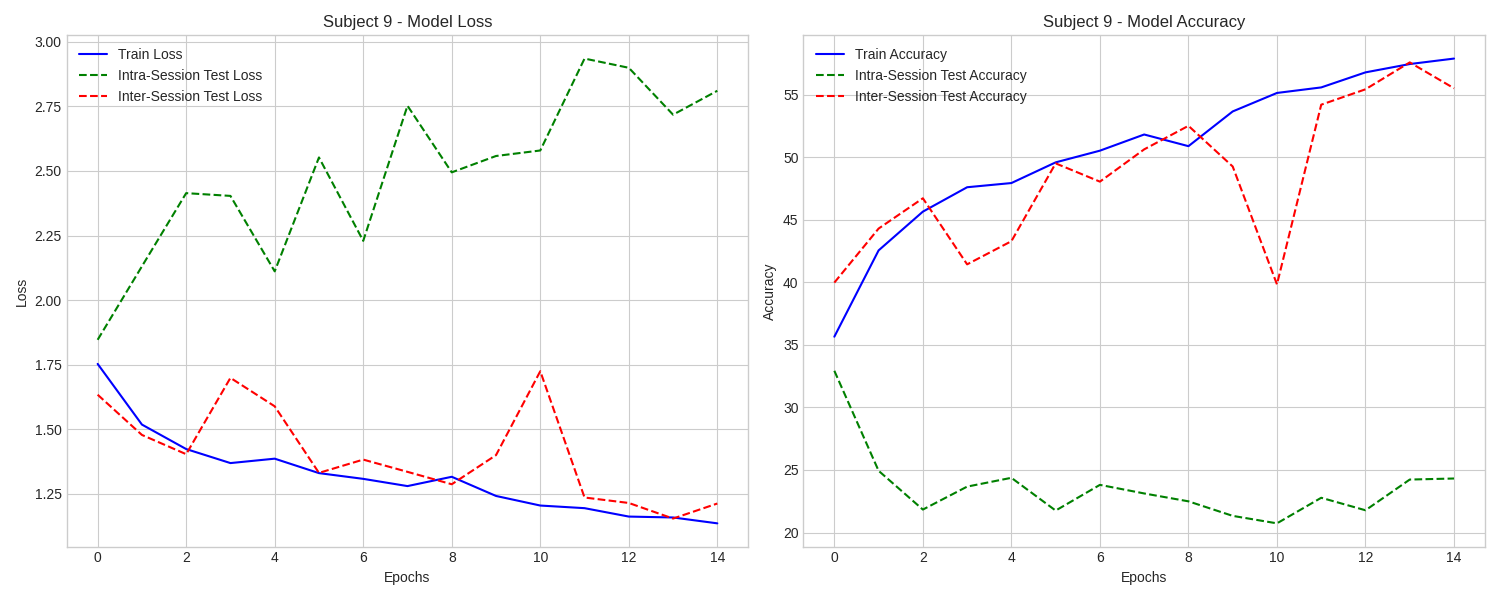 Subject 9 - Model Loss
Train Loss
Intra-Session Test Loss
Inter-Session Test Loss
3.00
2.75
2.50
2.25
2.00
1.75
1.50
1.25
Loss
0 2 4 6 8 10 12 14
Epochs
Subject 9 - Model Accuracy
Train Accuracy
Intra-Session Test Accuracy
Inter-Session Test Accuracy
55
50
45
40
35
30
25
20
Accuracy
0 2 4 6 8 10 12 14
Epochs